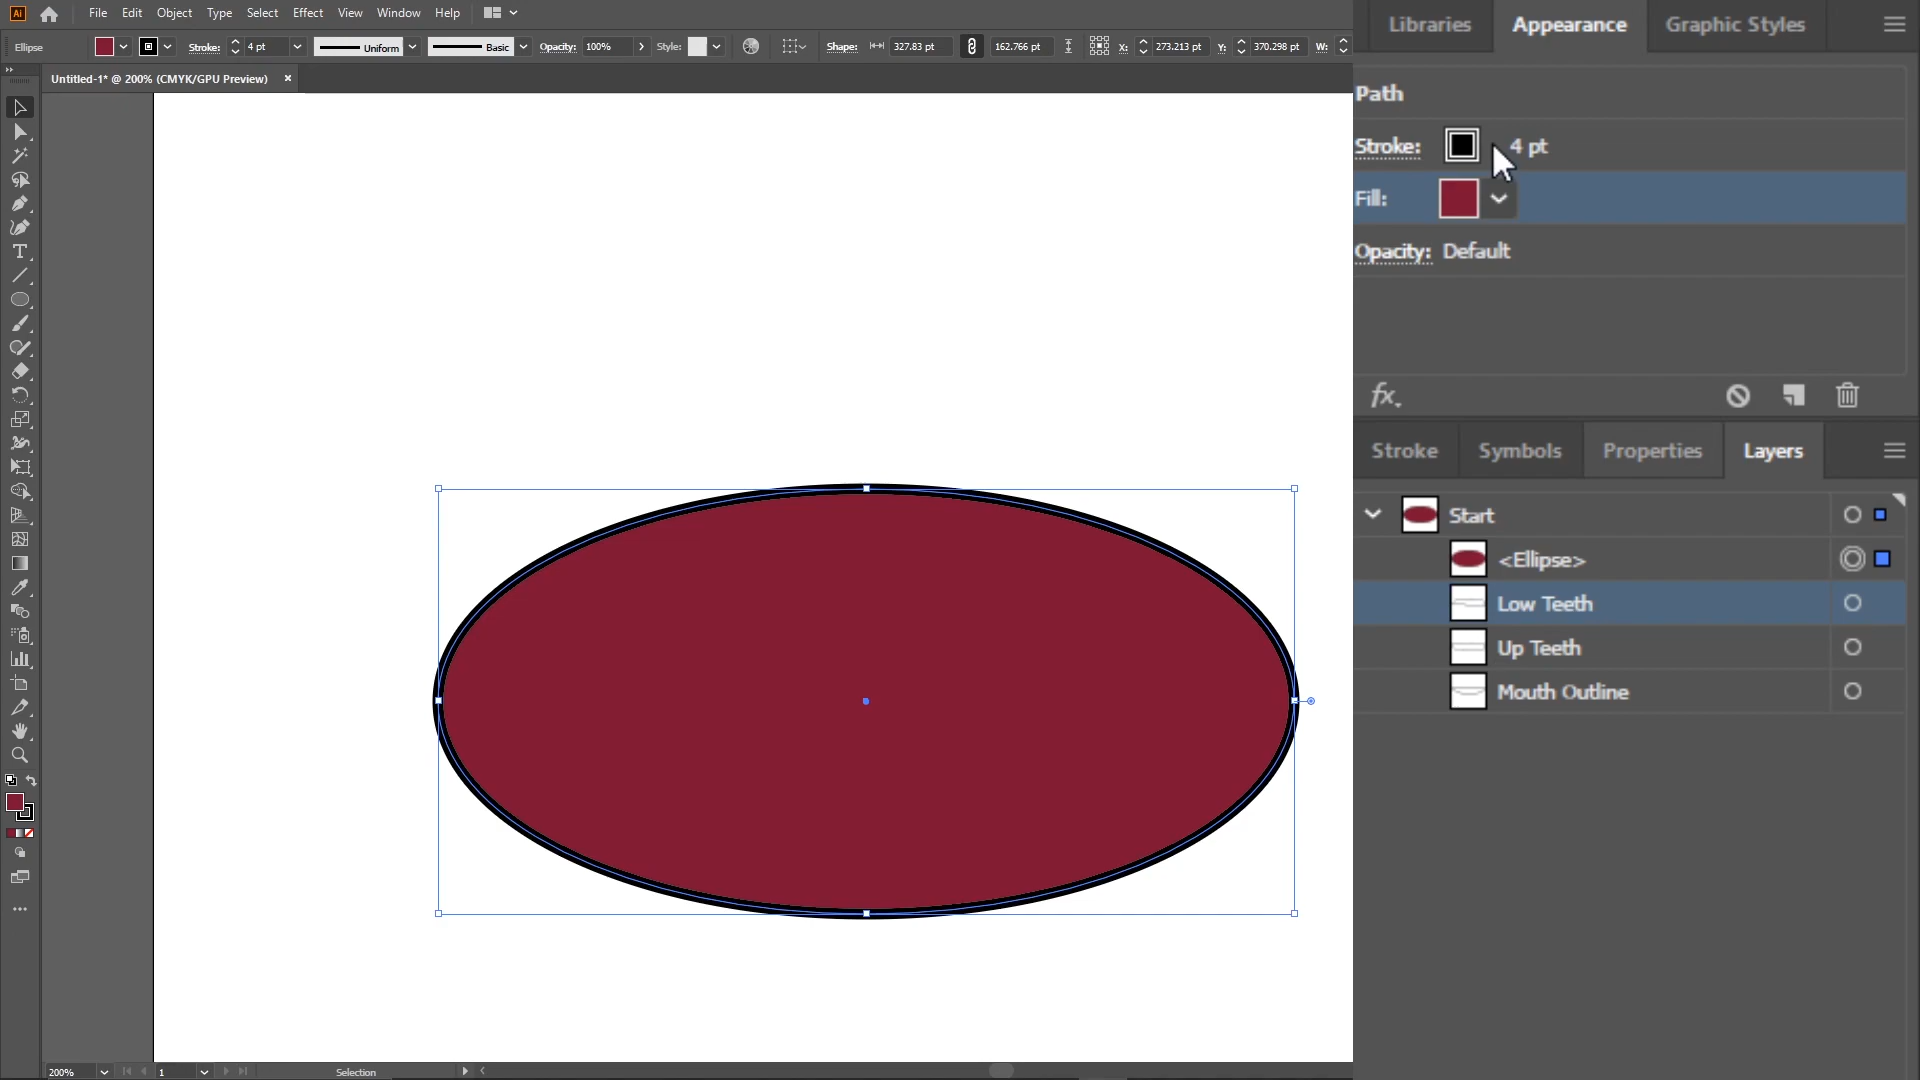 Ai File Edit Object Type Select Effect View Window Help
Ellipse Stroke: 4 pt Uniform Basic Opacity: 100% Style: Shape: 327.83 pt 162.766 pt X: 273.213 pt Y: 370.298 pt W:
Untitled-1* @ 200% (CMYK/GPU Preview) ×
Libraries Appearance Graphic Styles
Path
Stroke: 4 pt
Fill:
Opacity: Default
fx.
Stroke Symbols Properties Layers
Start
<Ellipse>
Low Teeth
Up Teeth
Mouth Outline
200% 1 Selection